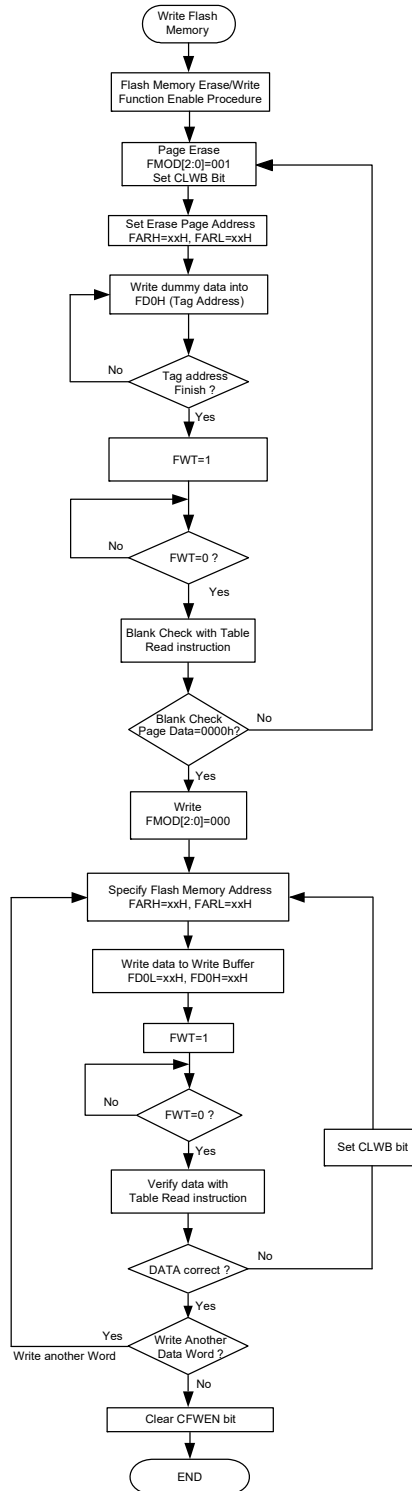 Write Flash
Memory
Flash Memory Erase/Write
Function Enable Procedure
Page Erase
FMOD[2:0]=001
Set CLWB Bit
Set Erase Page Address
FARH=xxH, FARL=xxH
Write dummy data into
FD0H (Tag Address)
No
Tag address
Finish ?
Yes
FWT=1
No
FWT=0 ?
Yes
Blank Check with Table
Read instruction
Blank Check
Page Data=0000h?
No
Yes
Write
FMOD[2:0]=000
Specify Flash Memory Address
FARH=xxH, FARL=xxH
Write data to Write Buffer
FD0L=xxH, FD0H=xxH
FWT=1
No
FWT=0 ?
Yes
Set CLWB bit
Verify data with
Table Read instruction
DATA correct ?
No
Yes
Yes
Write another Word
Write Another
Data Word ?
No
Clear CFWEN bit
END